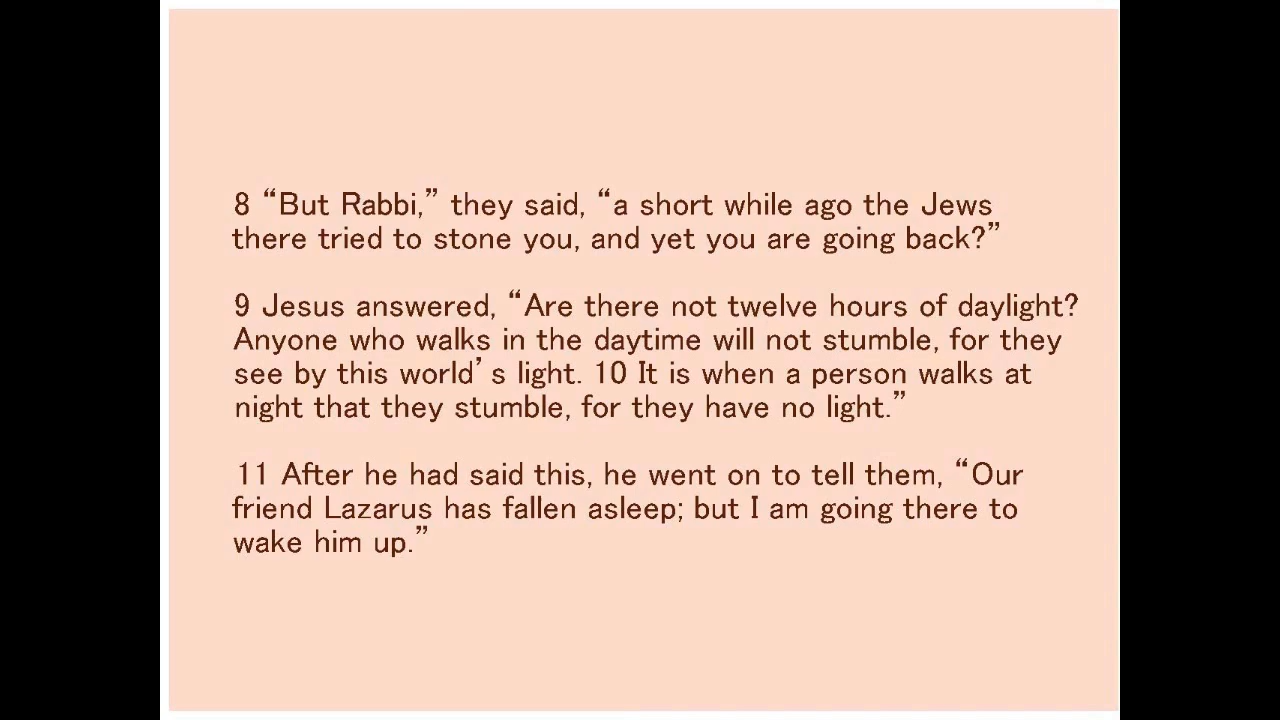 8 “But Rabbi,” they said, “a short while ago the Jews
there tried to stone you, and yet you are going back?”
9 Jesus answered, “Are there not twelve hours of daylight?
Anyone who walks in the daytime will not stumble, for they
see by this world’s light. 10 It is when a person walks at
night that they stumble, for they have no light.”
11 After he had said this, he went on to tell them, “Our
friend Lazarus has fallen asleep; but I am going there to
wake him up.”